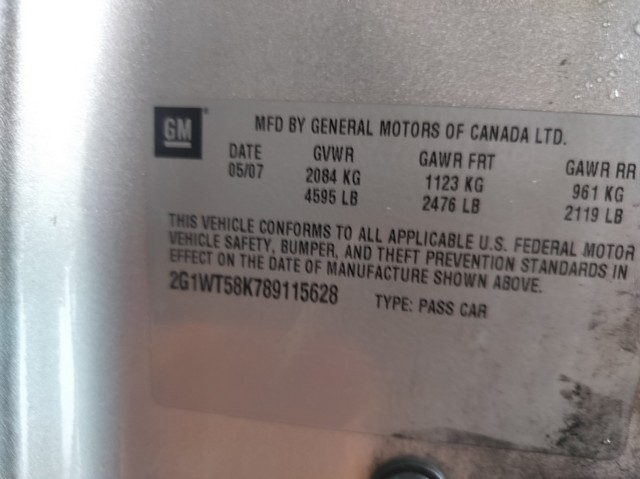 GM MFD BY GENERAL MOTORS OF CANADA LTD.
DATE GVWR GAWR FRT GAWR RR
05/07 2084 KG 1123 KG 961 KG
4595 LB 2476 LB 2119 LB
THIS VEHICLE CONFORMS TO ALL APPLICABLE U.S. FEDERAL MOTOR
VEHICLE SAFETY, BUMPER, AND THEFT PREVENTION STANDARDS IN
EFFECT ON THE DATE OF MANUFACTURE SHOWN ABOVE.
2G1WT58K789115628 TYPE: PASS CAR